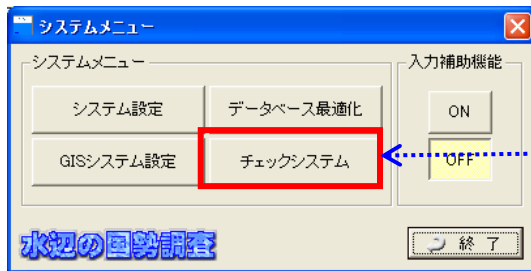 システムメニュー
システムメニュー
入力補助機能
システム設定
データベース最適化
ON
GISシステム設定
チェックシステム
OFF
水辺の国勢調査
終了